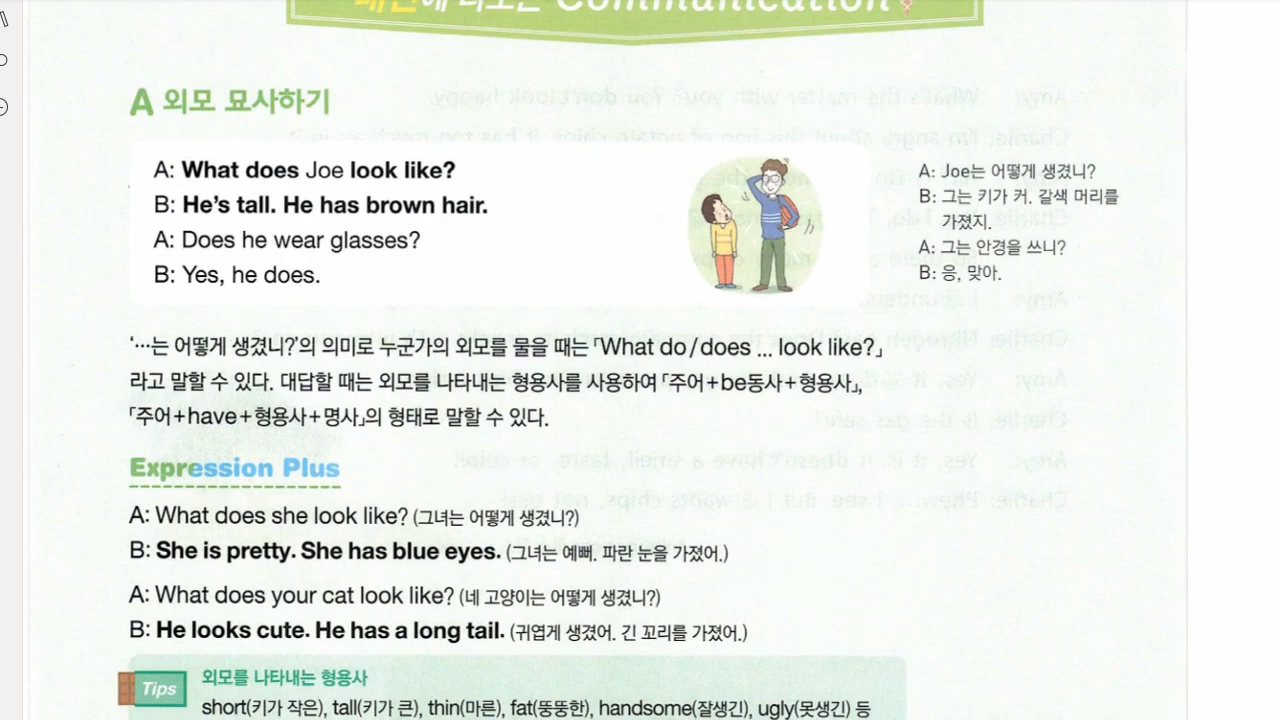 Communication
A 외모 묘사하기
A: What does Joe look like?
B: He's tall. He has brown hair.
A: Does he wear glasses?
B: Yes, he does.
A: Joe는 어떻게 생겼니?
B: 그는 키가 커. 갈색 머리를
가졌지.
A: 그는 안경을 쓰니?
B: 응, 맞아.
'…는 어떻게 생겼니?'의 의미로 누군가의 외모를 물을 때는 「What do/does ... look like?」
라고 말할 수 있다. 대답할 때는 외모를 나타내는 형용사를 사용하여 「주어+be동사+형용사」,
「주어+have+형용사+명사」의 형태로 말할 수 있다.
Expression Plus
A: What does she look like? (그녀는 어떻게 생겼니?)
B: She is pretty. She has blue eyes. (그녀는 예뻐. 파란 눈을 가졌어.)
A: What does your cat look like? (네 고양이는 어떻게 생겼니?)
B: He looks cute. He has a long tail. (귀엽게 생겼어. 긴 꼬리를 가졌어.)
Tips
외모를 나타내는 형용사
short(키가 작은), tall(키가 큰), thin(마른), fat(뚱뚱한), handsome(잘생긴), ugly(못생긴) 등